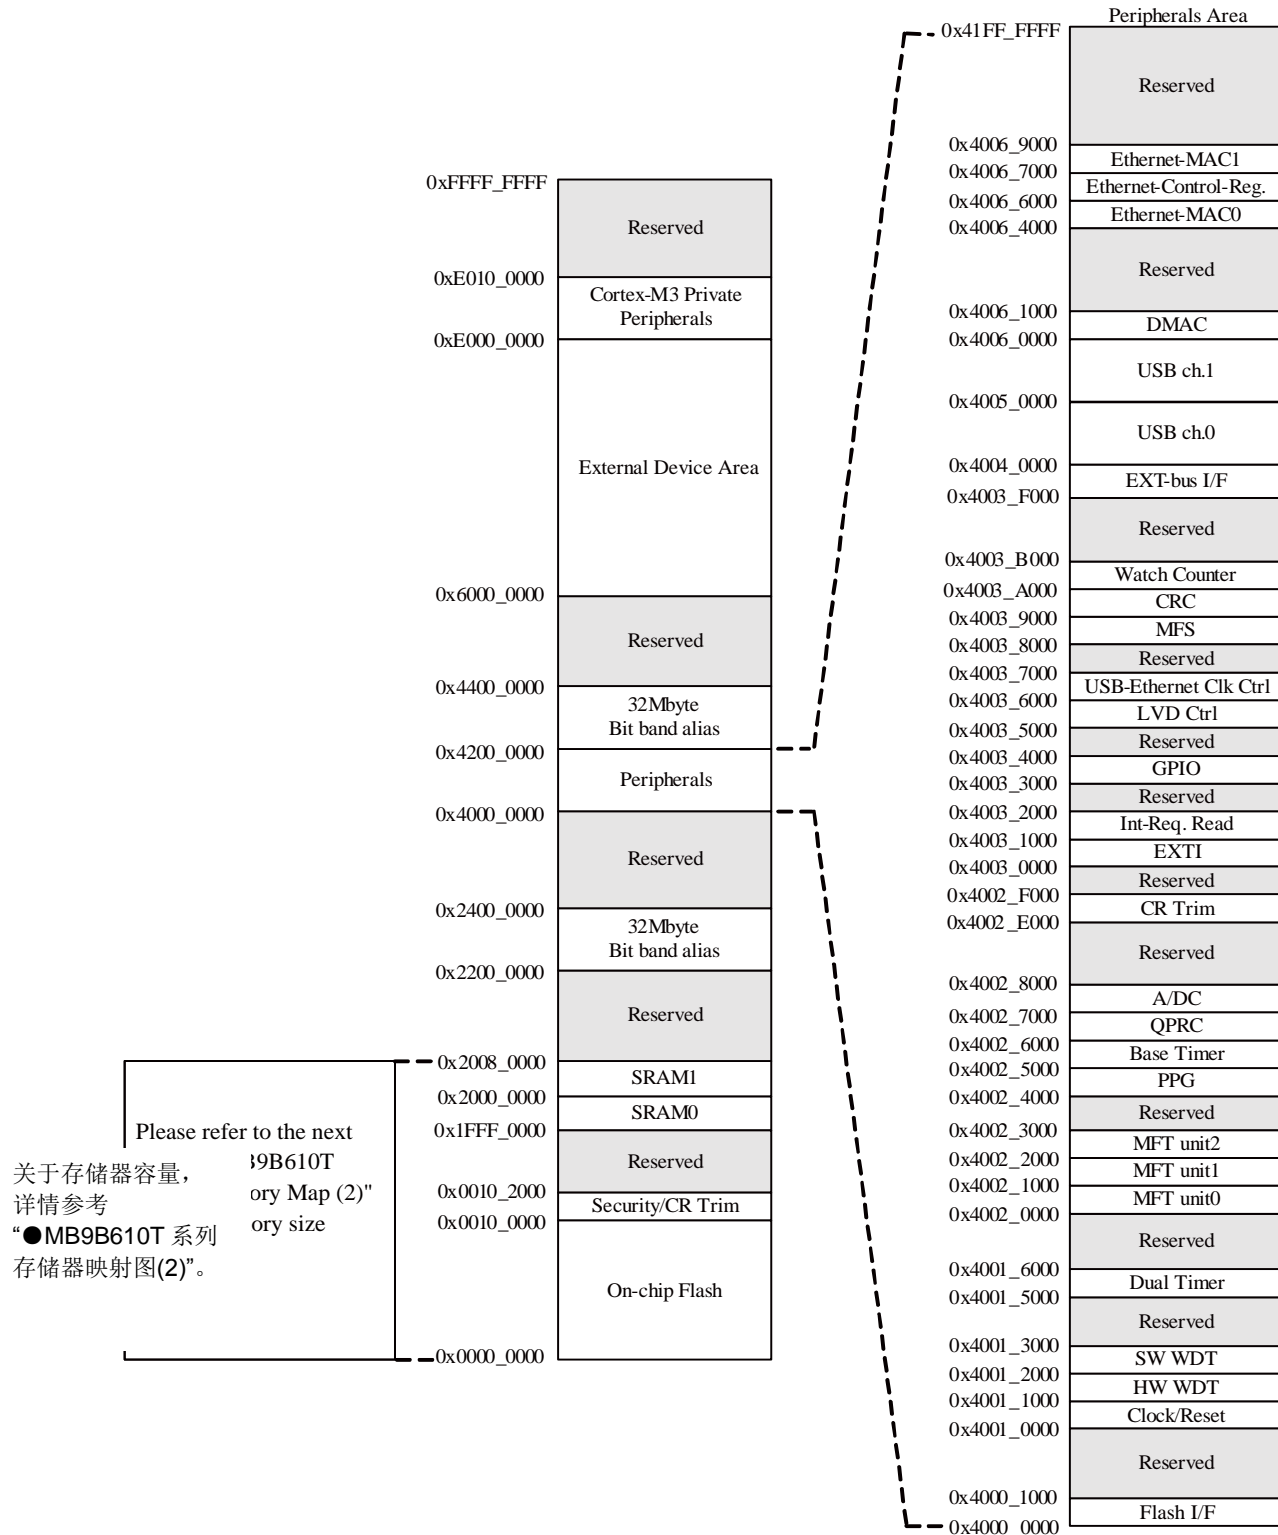 Peripherals Area
0x41FF_FFFF
Reserved
0x4006_9000
Ethernet-MAC1
0x4006_7000
Ethernet-Control-Reg.
0x4006_6000
Ethernet-MAC0
0x4006_4000
Reserved
0x4006_1000
DMAC
0x4006_0000
USB ch.1
0x4005_0000
USB ch.0
0x4004_0000
EXT-bus I/F
0x4003_F000
Reserved
0x4003_B000
Watch Counter
0x4003_A000
CRC
0x4003_9000
MFS
0x4003_8000
Reserved
0x4003_7000
USB-Ethernet Clk Ctrl
0x4003_6000
LVD Ctrl
0x4003_5000
Reserved
0x4003_4000
GPIO
0x4003_3000
Reserved
0x4003_2000
Int-Req. Read
0x4003_1000
EXTI
0x4003_0000
Reserved
0x4002_F000
CR Trim
0x4002_E000
Reserved
0x4002_8000
A/DC
0x4002_7000
QPRC
0x4002_6000
Base Timer
0x4002_5000
PPG
0x4002_4000
Reserved
0x4002_3000
MFT unit2
0x4002_2000
MFT unit1
0x4002_1000
MFT unit0
0x4002_0000
Reserved
0x4001_6000
Dual Timer
0x4001_5000
Reserved
0x4001_3000
SW WDT
0x4001_2000
HW WDT
0x4001_1000
Clock/Reset
0x4001_0000
Reserved
0x4000_1000
Flash I/F
0x4000_0000
0xFFFF_FFFF
Reserved
0xE010_0000
Cortex-M3 Private
Peripherals
0xE000_0000
External Device Area
0x6000_0000
Reserved
0x4400_0000
32Mbyte
Bit band alias
0x4200_0000
Peripherals
0x4000_0000
Reserved
0x2400_0000
32Mbyte
Bit band alias
0x2200_0000
Reserved
0x2008_0000
SRAM1
0x2000_0000
SRAM0
0x1FFF_0000
Reserved
0x0010_2000
Security/CR Trim
0x0010_0000
On-chip Flash
0x0000_0000
Please refer to the next
9B610T
ory Map (2)"
ory size
关于存储器容量，
详情参考
“●MB9B610T 系列
存储器映射图(2)”。